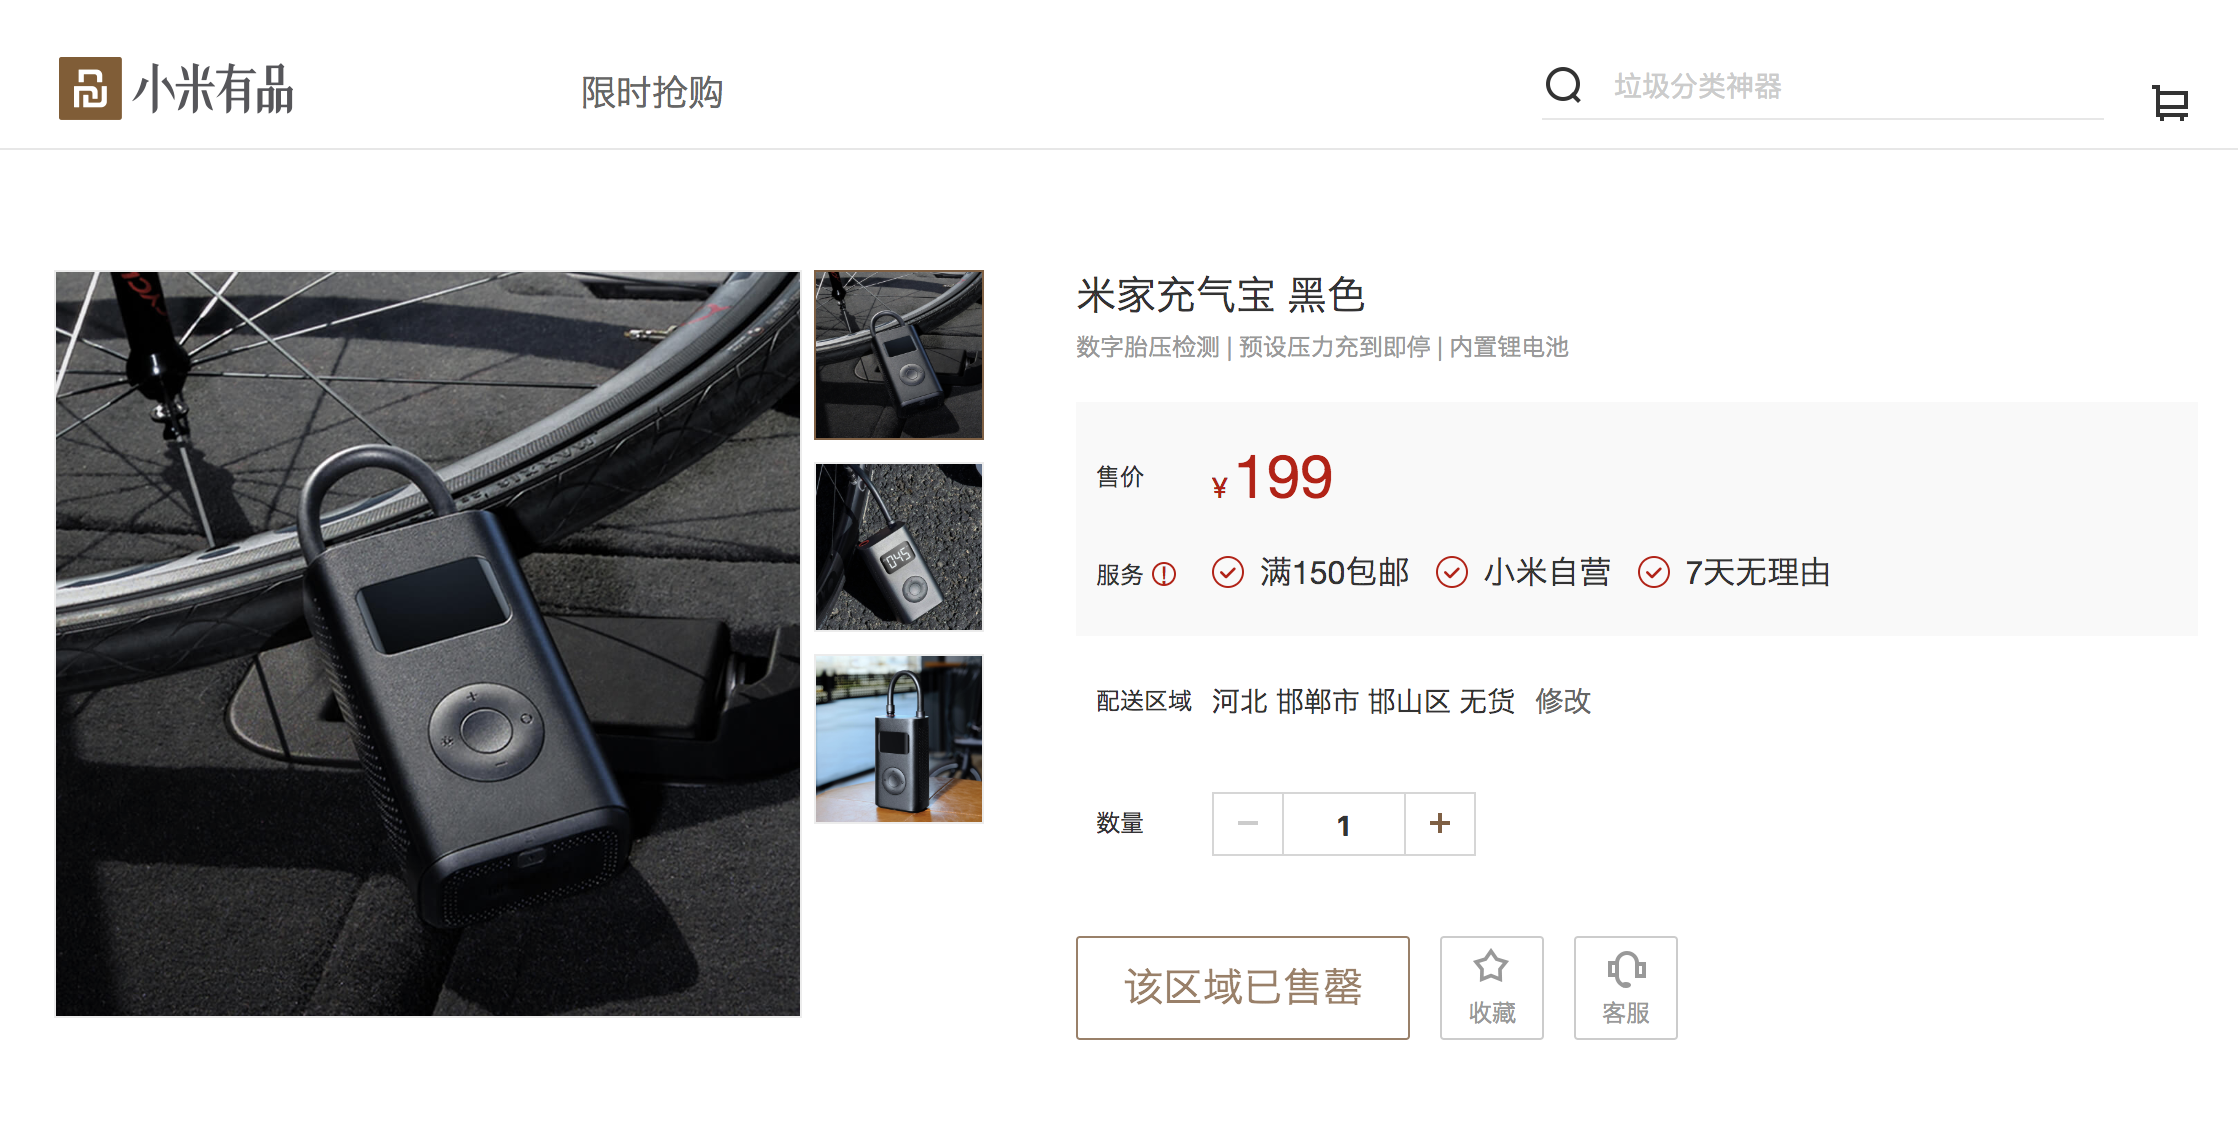 小米有品
限时抢购
垃圾分类神器
米家充气宝 黑色
数字胎压检测 | 预设压力充到即停 | 内置锂电池
售价
¥199
服务 满150包邮 小米自营 7天无理由
配送区域 河北 邯郸市 邯山区 无货 修改
数量 1
该区域已售罄
收藏
客服
045